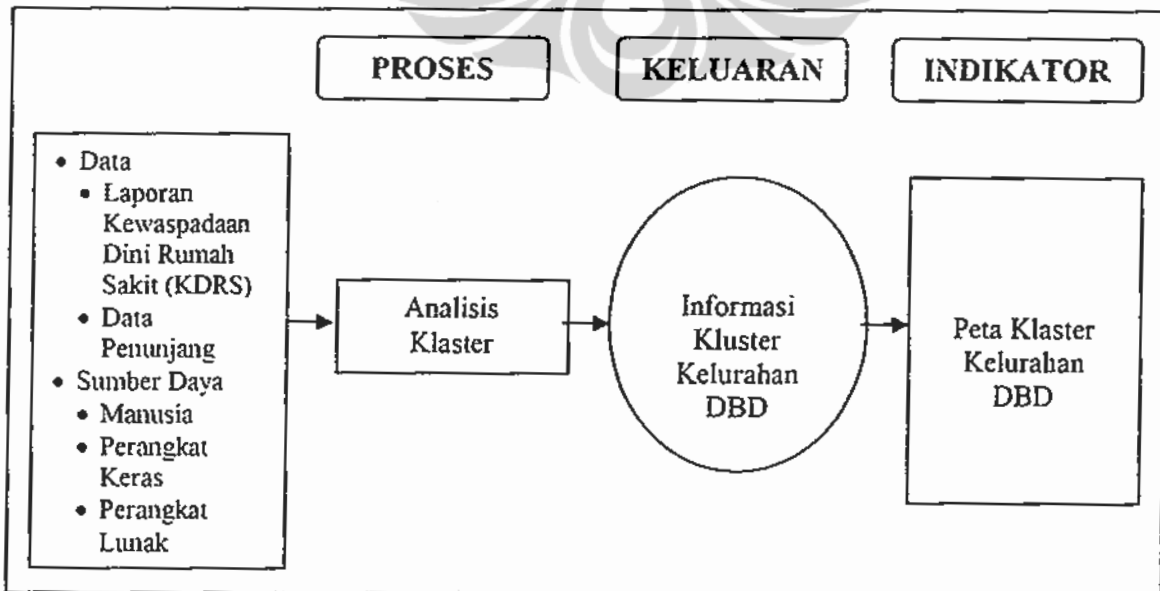 PROSES
KELUARAN
INDIKATOR
• Data
• Laporan
Kewaspadaan
Dini Rumah
Sakit (KDRS)
• Data
Penunjang
• Sumber Daya
• Manusia
• Perangkat
Keras
• Perangkat
Lunak
Analisis
Klaster
Informasi
Kluster
Kelurahan
DBD
Peta Klaster
Kelurahan
DBD